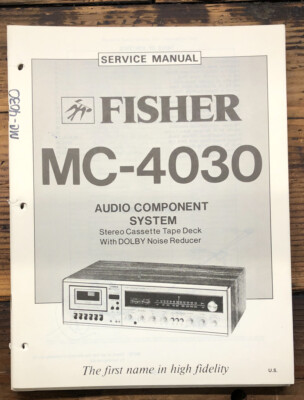 SERVICE MANUAL
FISHER
MC-4030
AUDIO COMPONENT
SYSTEM
Stereo Cassette Tape Deck
With DOLBY Noise Reducer
The first name in high fidelity
U.S.
MC-4030